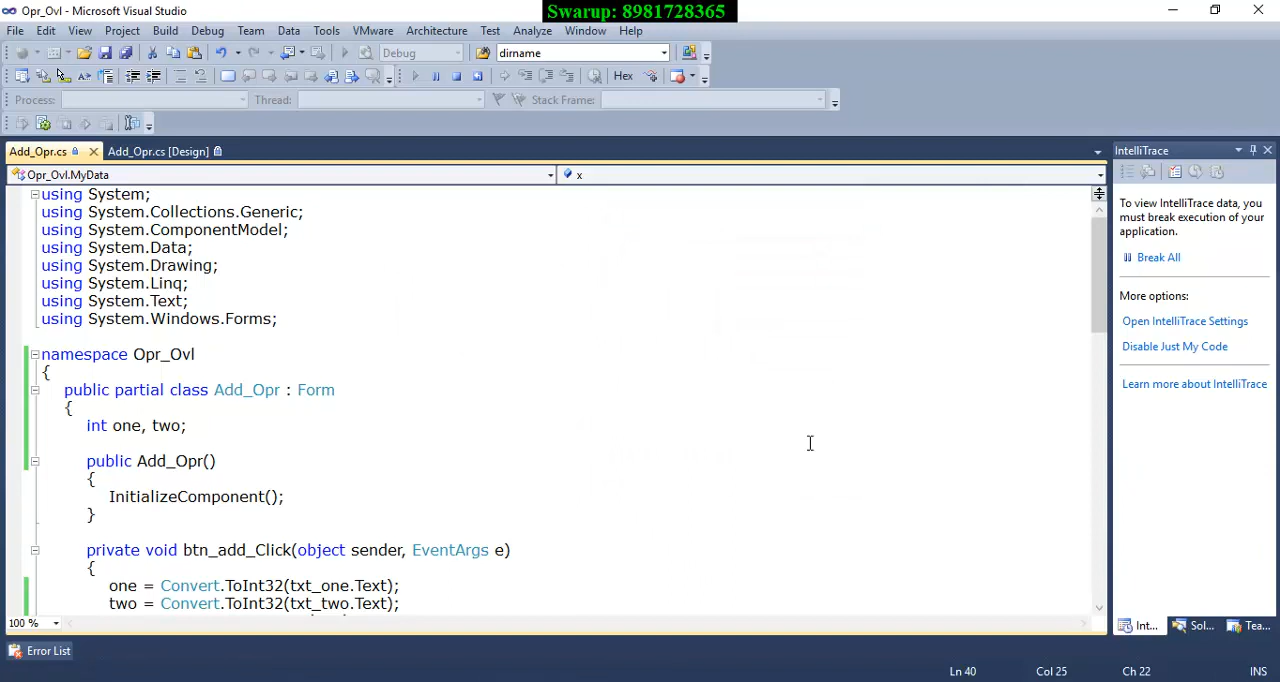 Opr_Ovl - Microsoft Visual Studio
Swarup: 8981728365
File Edit View Project Build Debug Team Data Tools VMware Architecture Test Analyze Window Help
Debug dirname
Hex
Process: Thread: Stack Frame:
Add_Opr.cs Add_Opr.cs [Design]
Opr_Ovl.MyData x
using System;
using System.Collections.Generic;
using System.ComponentModel;
using System.Data;
using System.Drawing;
using System.Linq;
using System.Text;
using System.Windows.Forms;
namespace Opr_Ovl
{
public partial class Add_Opr : Form
{
int one, two;
public Add_Opr()
{
InitializeComponent();
}
private void btn_add_Click(object sender, EventArgs e)
{
one = Convert.ToInt32(txt_one.Text);
two = Convert.ToInt32(txt_two.Text);
100 %
IntelliTrace
To view IntelliTrace data, you
must break execution of your
application.
Break All
More options:
Open IntelliTrace Settings
Disable Just My Code
Learn more about IntelliTrace
Int... Sol... Tea...
Error List
Ln 40 Col 25 Ch 22 INS